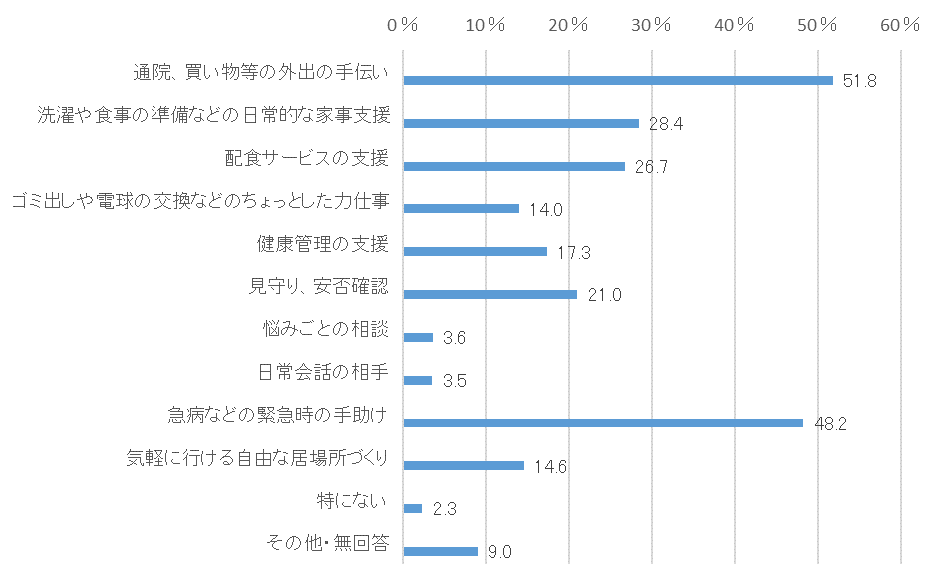 0% 10% 20% 30% 40% 50% 60%
通院、買い物等の外出の手伝い 51.8
洗濯や食事の準備などの日常的な家事支援 28.4
配食サービスの支援 26.7
ゴミ出しや電球の交換などのちょっとした力仕事 14.0
健康管理の支援 17.3
見守り、安否確認 21.0
悩みごとの相談 3.6
日常会話の相手 3.5
急病などの緊急時の手助け 48.2
気軽に行ける自由な居場所づくり 14.6
特にない 2.3
その他・無回答 9.0